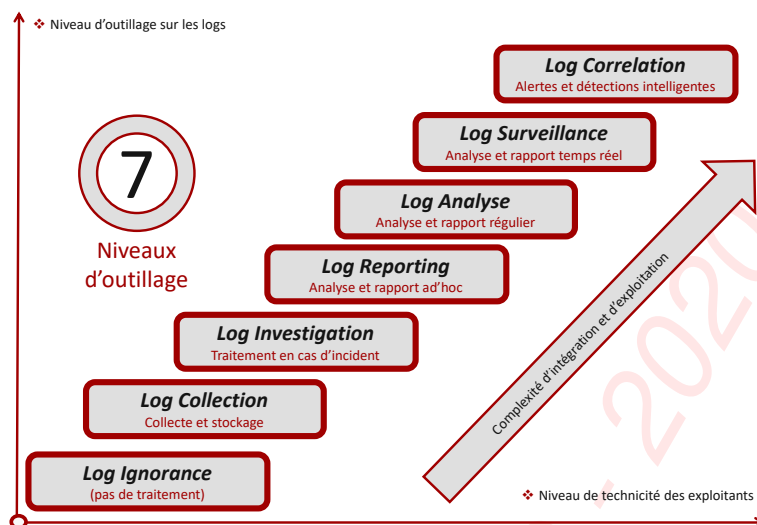 ❖ Niveau d'outillage sur les logs
Log Correlation
Alertes et détections intelligentes
Log Surveillance
Analyse et rapport temps réel
7
Niveaux
d'outillage
Log Analyse
Analyse et rapport régulier
Log Reporting
Analyse et rapport ad'hoc
Log Investigation
Traitement en cas d'incident
Log Collection
Collecte et stockage
Log Ignorance
(pas de traitement)
Complexité d'intégration et d'exploitation
❖ Niveau de technicité des exploitants
- 2020